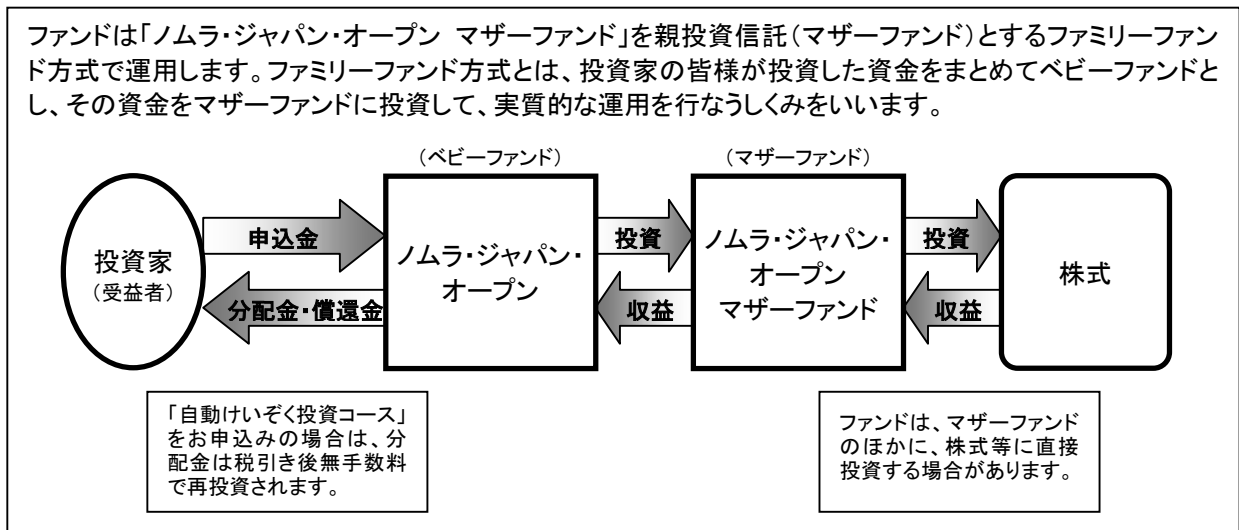 ファンドは「ノムラ・ジャパン・オープン マザーファンド」を親投資信託(マザーファンド)とするファミリーファン
ド方式で運用します。ファミリーファンド方式とは、投資家の皆様が投資した資金をまとめてベビーファンドと
し、その資金をマザーファンドに投資して、実質的な運用を行なうしくみをいいます。
(ベビーファンド)
(マザーファンド)
投資家
(受益者)
申込金
分配金・償還金
ノムラ・ジャパン・
オープン
投資
収益
ノムラ・ジャパン・
オープン
マザーファンド
投資
収益
株式
「自動けいぞく投資コース」
をお申込みの場合は、分
配金は税引き後無手数料
で再投資されます。
ファンドは、マザーファンド
のほかに、株式等に直接
投資する場合があります。